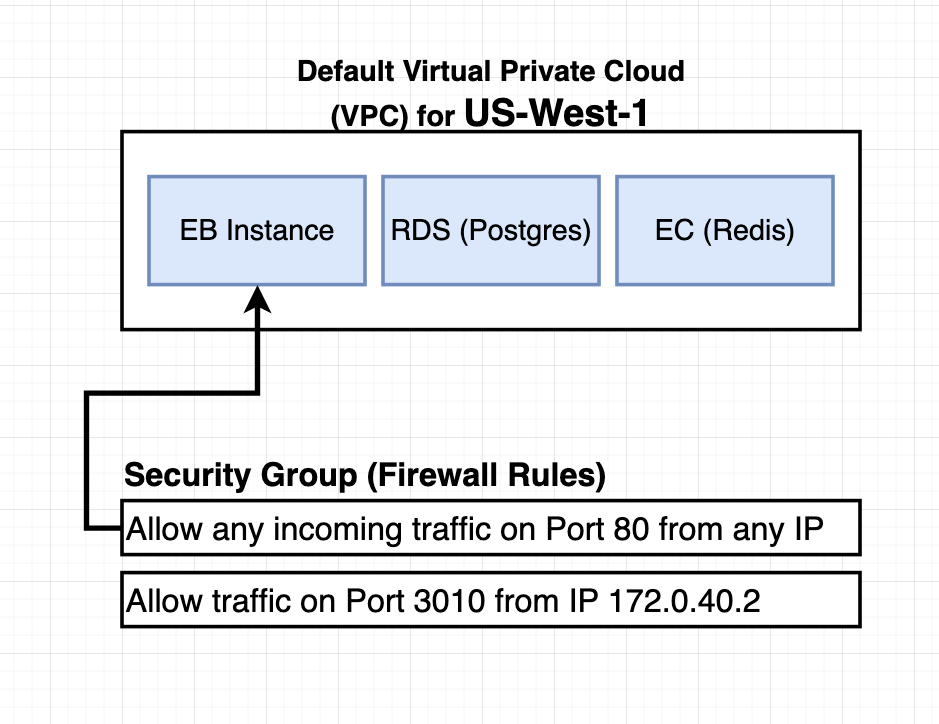 Default Virtual Private Cloud
(VPC) for US-West-1
EB Instance
RDS (Postgres)
EC (Redis)
Security Group (Firewall Rules)
Allow any incoming traffic on Port 80 from any IP
Allow traffic on Port 3010 from IP 172.0.40.2